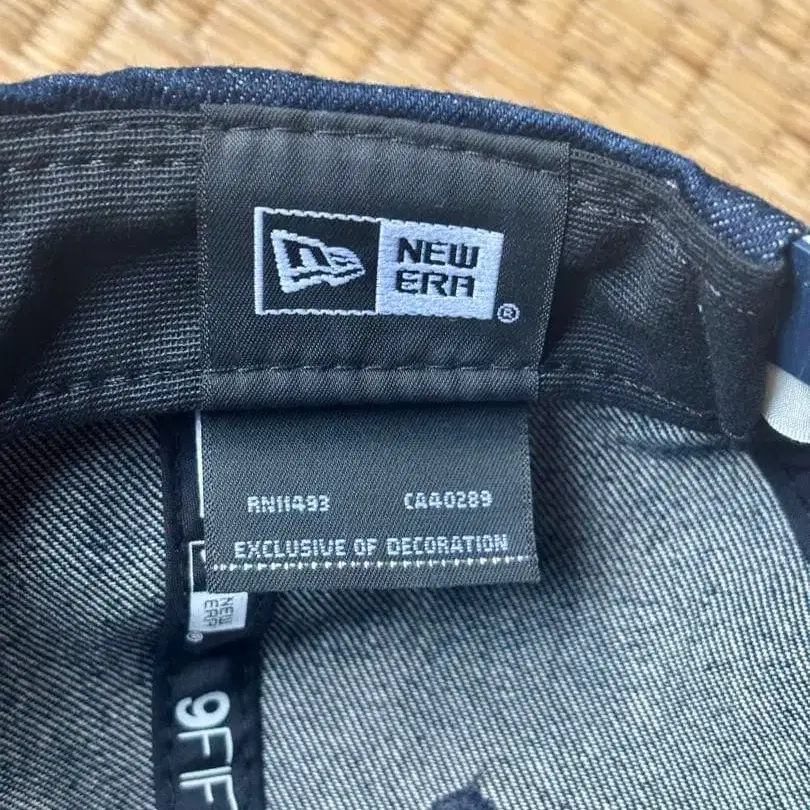 NEW
ERA
®
RN11493 CA40289
EXCLUSIVE OF DECORATION
NEW
ERA
®
9FIF